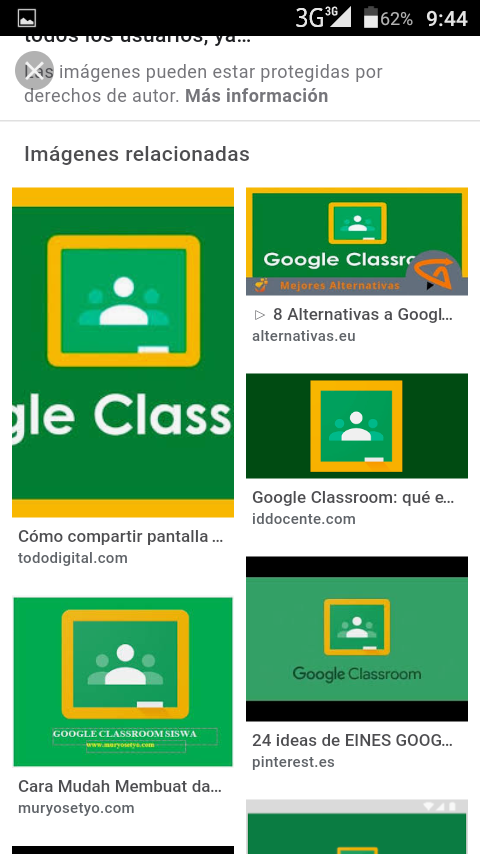 3G 3G 62% 9:44
todos los usuarios, ya...
Las imágenes pueden estar protegidas por
derechos de autor. Más información
Imágenes relacionadas
gle Class
Cómo compartir pantalla ...
tododigital.com
GOOGLE CLASSROOM SISWA
www.muryosetyo.com
Cara Mudah Membuat da...
muryosetyo.com
Google Classro
Mejores Alternativas
▷ 8 Alternativas a Googl...
alternativas.eu
Google Classroom: qué e...
iddocente.com
Google Classroom
24 ideas de EINES GOOG...
pinterest.es